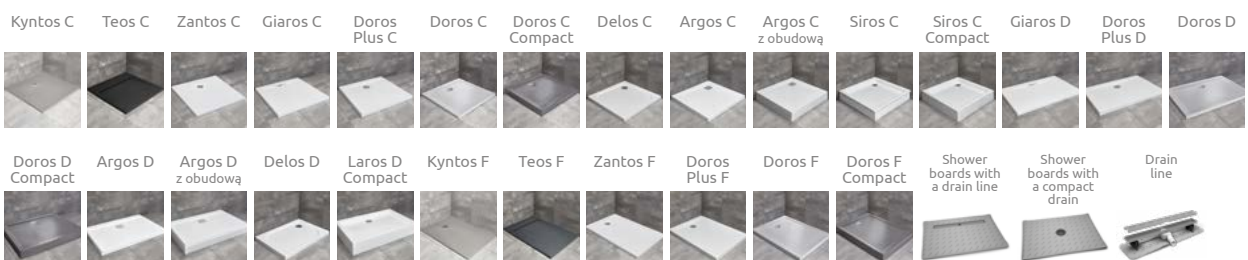 Kyntos C
Teos C
Zantos C
Giaros C
Doros
Plus C
Doros C
Doros C
Compact
Delos C
Argos C
Argos C
z obudową
Siros C
Siros C
Compact
Giaros D
Doros
Plus D
Doros D
Doros D
Compact
Argos D
Argos D
z obudową
Delos D
Laros D
Compact
Kyntos F
Teos F
Zantos F
Doros
Plus F
Doros F
Doros F
Compact
Shower
boards with
a drain line
Shower
boards with
a compact
drain
Drain
line